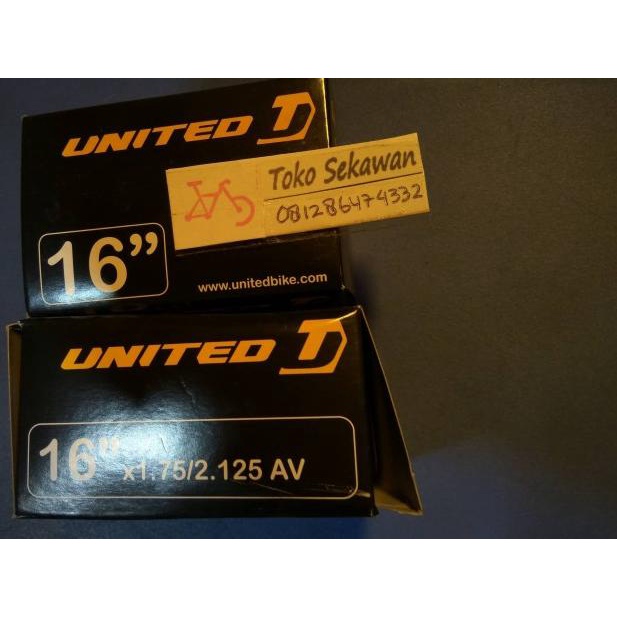 UNITED
Toko Sekawan
081286474332
16”
www.unitedbike.com
UNITED
16” x1.75/2.125 AV